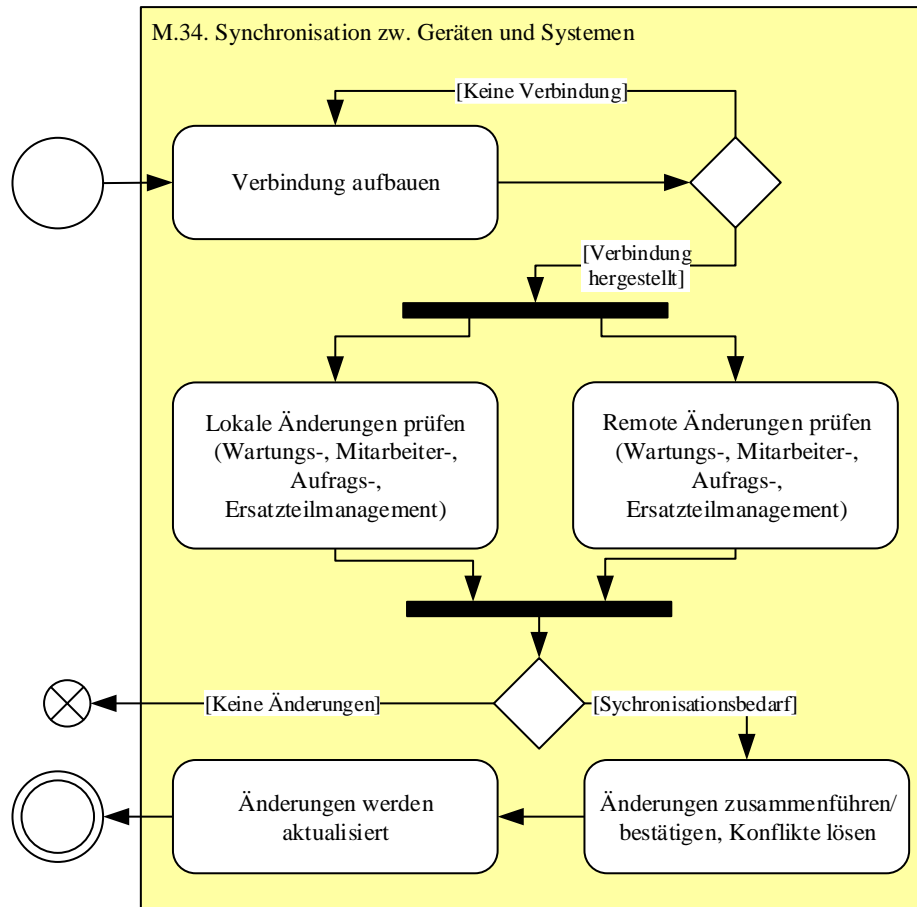 M.34. Synchronisation zw. Geräten und Systemen
[Keine Verbindung]
Verbindung aufbauen
[Verbindung
hergestellt]
Lokale Änderungen prüfen
(Wartungs-, Mitarbeiter-,
Aufrags-,
Ersatzteilmanagement)
Remote Änderungen prüfen
(Wartungs-, Mitarbeiter-,
Aufrags-,
Ersatzteilmanagement)
[Keine Änderungen]
[Sychronisationsbedarf]
Änderungen werden
aktualisiert
Änderungen zusammenführen/
bestätigen, Konflikte lösen